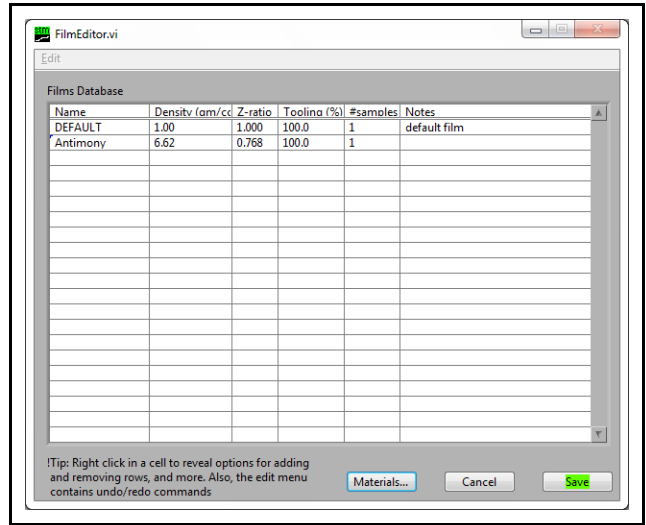 FilmEditor.vi
Edit
Films Database
Name Density (gm/cc Z-ratio Tooling (%) #samples Notes
DEFAULT 1.00 1.000 100.0 1 default film
Antimony 6.62 0.768 100.0 1
!Tip: Right click in a cell to reveal options for adding
and removing rows, and more. Also, the edit menu
contains undo/redo commands
Materials... Cancel Save